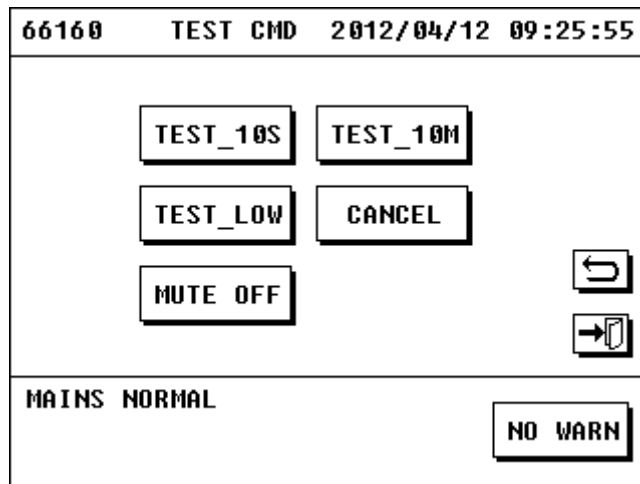 66160 TEST CMD 2012/04/12 09:25:55
TEST_10S TEST_10M
TEST_LOW CANCEL
MUTE OFF
MAINS NORMAL
NO WARN